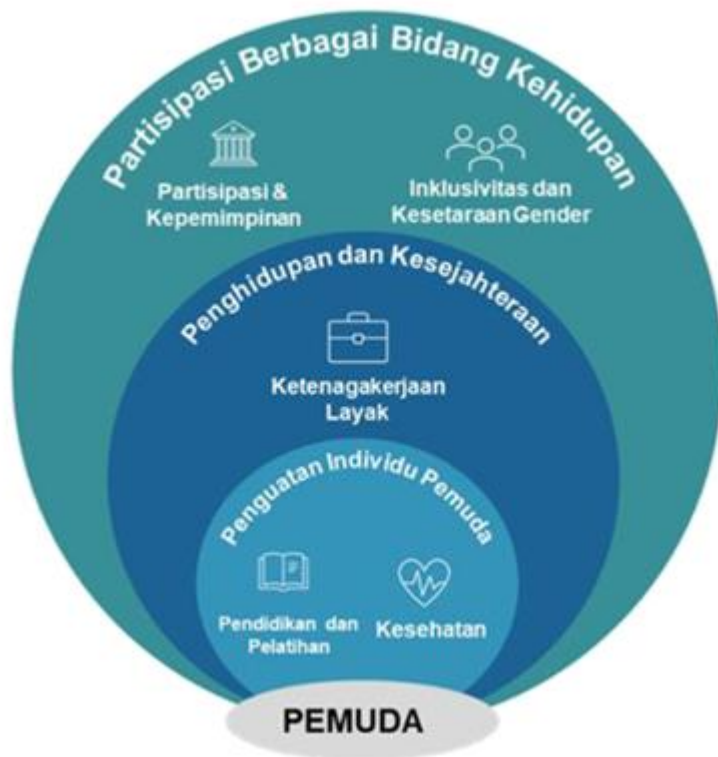 Partisipasi Berbagai Bidang Kehidupan
Partisipasi &
Kepemimpinan
Inklusivitas dan
Kesetaraan Gender
Penghidupan dan Kesejahteraan
Ketenagakerjaan
Layak
Penguatan Individu Pemuda
Pendidikan dan
Pelatihan
Kesehatan
PEMUDA